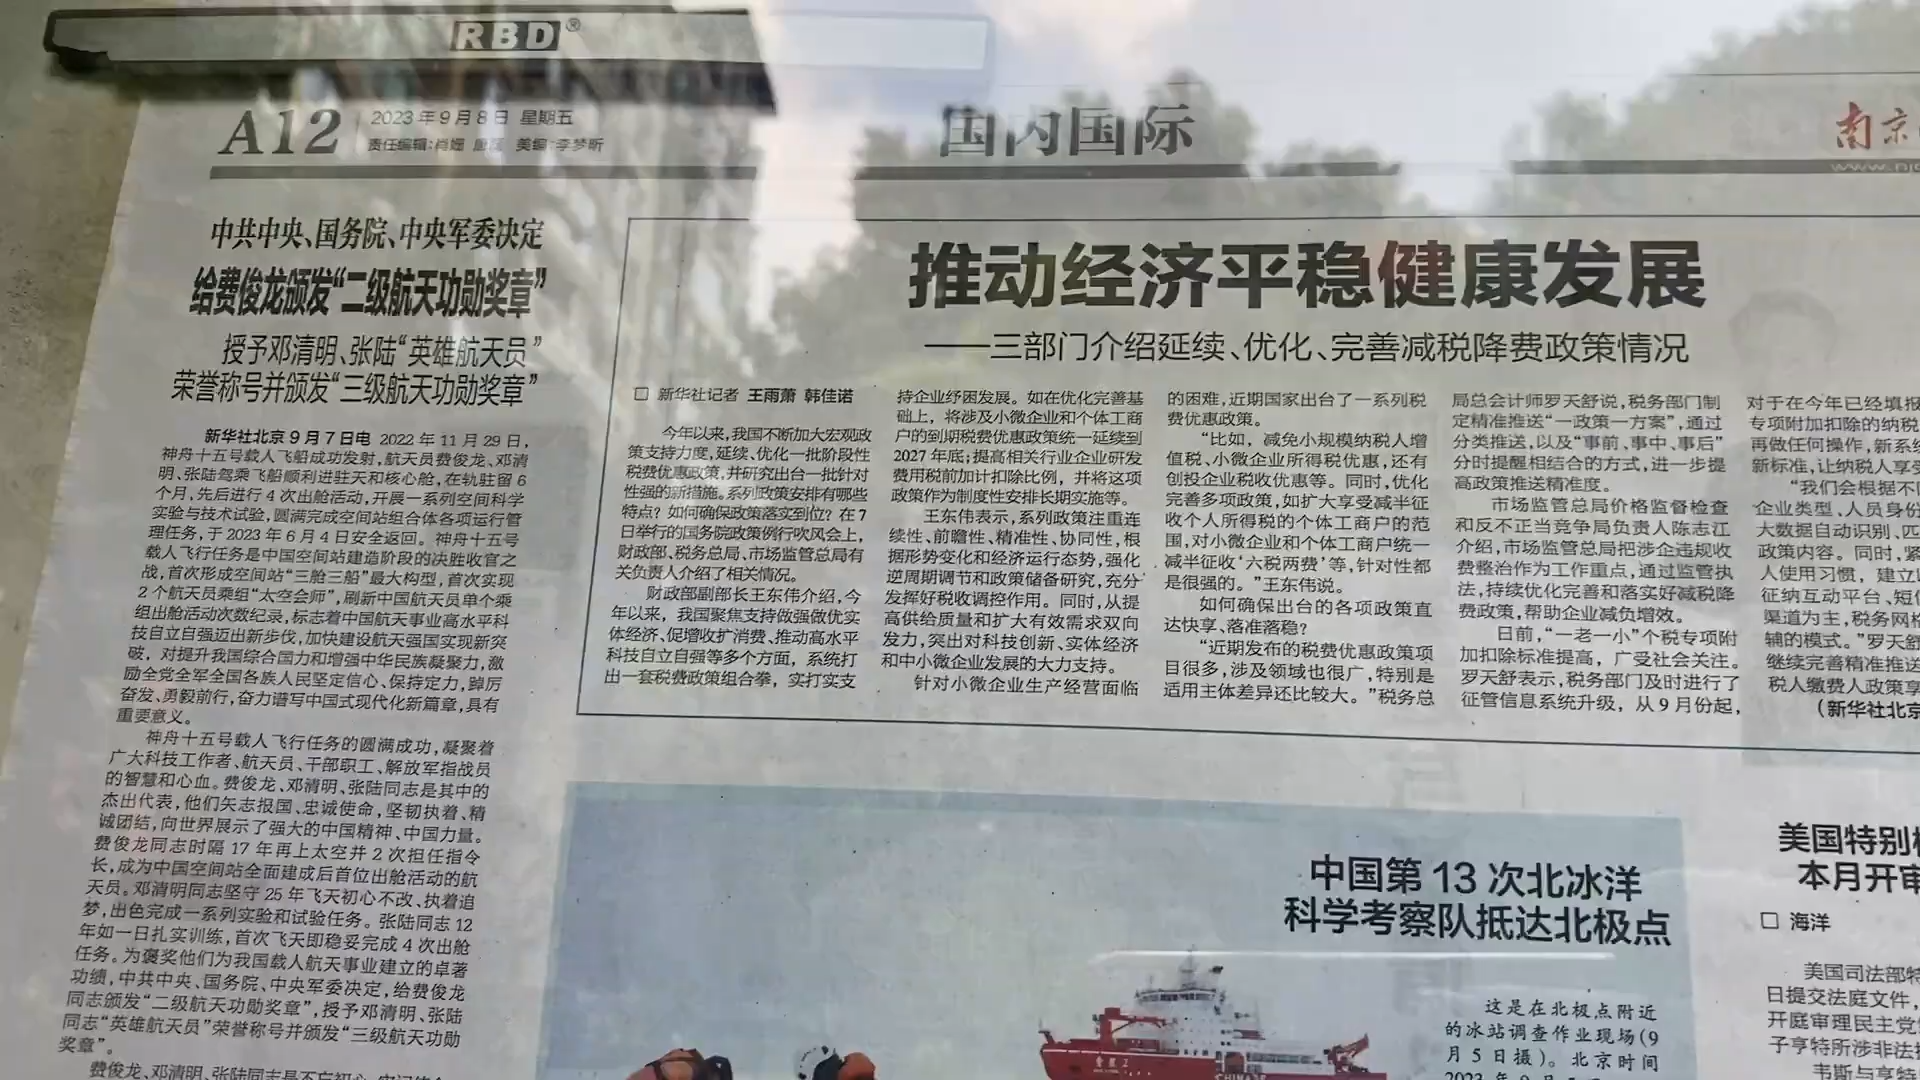 RBD®
A12
2023年9月8日 星期五
责任编辑:肖姗 美编:李梦昕
国内国际
南京
中共中央、国务院、中央军委决定
给费俊龙颁发“二级航天功勋奖章”
授予邓清明、张陆“英雄航天员”
荣誉称号并颁发“三级航天功勋奖章”
新华社北京9月7日电 2022年11月29日,
神舟十五号载人飞船成功发射,航天员费俊龙、邓清
明、张陆驾乘飞船顺利进驻天和核心舱,在轨驻留6
个月,先后进行4次出舱活动,开展一系列空间科学
实验与技术试验,圆满完成空间站组合体各项运行管
理任务,于2023年6月4日安全返回。神舟十五号
载人飞行任务是中国空间站建造阶段的决胜收官之
战,首次形成空间站“三舱三船”最大构型,首次实现
2个航天员乘组“太空会师”,刷新中国航天员单个乘
组出舱活动次数纪录,标志着中国航天事业高水平科
技自立自强迈出新步伐,加快建设航天强国实现新突
破,对提升我国综合国力和增强中华民族凝聚力,激
励全党全军全国各族人民坚定信心、保持定力,踔厉
奋发、勇毅前行,奋力谱写中国式现代化新篇章,具有
重要意义。
神舟十五号载人飞行任务的圆满成功,凝聚着
广大科技工作者、航天员、干部职工、解放军指战员
的智慧和心血。费俊龙、邓清明、张陆同志是其中的
杰出代表,他们矢志报国、忠诚使命,坚韧执着、精
诚团结,向世界展示了强大的中国精神、中国力量。
费俊龙同志时隔17年再上太空并2次担任指令
长,成为中国空间站全面建成后首位出舱活动的航
天员。邓清明同志坚守25年飞天初心不改、执着追
梦,出色完成一系列实验和试验任务。张陆同志12
年如一日扎实训练,首次飞天即稳妥完成4次出舱
任务。为褒奖他们为我国载人航天事业建立的卓著
功绩,中共中央、国务院、中央军委决定,给费俊龙
同志颁发“二级航天功勋奖章”,授予邓清明、张陆
同志“英雄航天员”荣誉称号并颁发“三级航天功勋
奖章”。
费俊龙、邓清明、张陆同志是不忘初心、牢记使命
推动经济平稳健康发展
——三部门介绍延续、优化、完善减税降费政策情况
□ 新华社记者 王雨萧 韩佳诺
今年以来,我国不断加大宏观政
策支持力度,延续、优化一批阶段性
税费优惠政策,并研究出台一批针对
性强的新措施。系列政策安排有哪些
特点?如何确保政策落实到位?在7
日举行的国务院政策例行吹风会上,
财政部、税务总局、市场监管总局有
关负责人介绍了相关情况。
财政部副部长王东伟介绍,今
年以来,我国聚焦支持做强做优实
体经济、促增收扩消费、推动高水平
科技自立自强等多个方面,系统打
出一套税费政策组合拳,实打实支
持企业纾困发展。如在优化完善基
础上,将涉及小微企业和个体工商
户的到期税费优惠政策统一延续到
2027年底;提高相关行业企业研发
费用税前加计扣除比例,并将这项
政策作为制度性安排长期实施等。
王东伟表示,系列政策注重连
续性、前瞻性、精准性、协同性,根
据形势变化和经济运行态势,强化
逆周期调节和政策储备研究,充分
发挥好税收调控作用。同时,从提
高供给质量和扩大有效需求双向
发力,突出对科技创新、实体经济
和中小微企业发展的大力支持。
针对小微企业生产经营面临
的困难,近期国家出台了一系列税
费优惠政策。
“比如,减免小规模纳税人增
值税、小微企业所得税优惠,还有
创投企业税收优惠等。同时,优化
完善多项政策,如扩大享受减半征
收个人所得税的个体工商户的范
围,对小微企业和个体工商户统一
减半征收‘六税两费’等,针对性都
是很强的。”王东伟说。
如何确保出台的各项政策直
达快享、落准落稳?
“近期发布的税费优惠政策项
目很多,涉及领域也很广,特别是
适用主体差异还比较大。”税务总
局总会计师罗天舒说,税务部门制
定精准推送“一政策一方案”,通过
分类推送,以及“事前、事中、事后”
分时提醒相结合的方式,进一步提
高政策推送精准度。
市场监管总局价格监督检查
和反不正当竞争局负责人陈志江
介绍,市场监管总局把涉企违规收
费整治作为工作重点,通过监管执
法,持续优化完善和落实好减税降
费政策,帮助企业减负增效。
日前,“一老一小”个税专项附
加扣除标准提高,广受社会关注。
罗天舒表示,税务部门及时进行了
征管信息系统升级,从9月份起,
对于在今年已经填报
专项附加扣除的纳税
再做任何操作,新系
新标准,让纳税人享受
“我们会根据不同
企业类型、人员身份
大数据自动识别、匹
政策内容。同时,紧
人使用习惯,建立以
征纳互动平台、短信
渠道为主,税务网格
辅的模式。”罗天舒
继续完善精准推送
税人缴费人政策享
(新华社北京
中国第13次北冰洋
科学考察队抵达北极点
这是在北极点附近
的冰站调查作业现场(9
月5日摄)。北京时间
美国特别检
本月开审
□ 海洋
美国司法部特
日提交法庭文件,
开庭审理民主党
子亨特所涉非法
韦斯与亨特